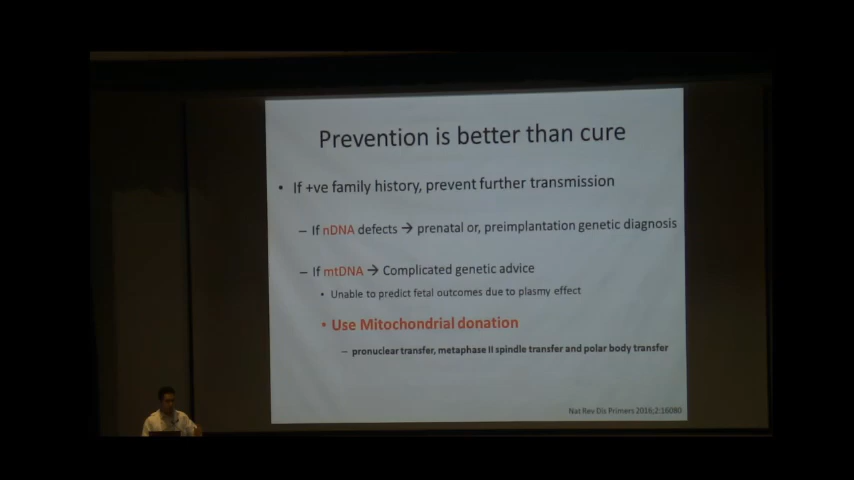 Prevention is better than cure
• If +ve family history, prevent further transmission
– If nDNA defects → prenatal or, preimplantation genetic diagnosis
– If mtDNA → Complicated genetic advice
• Unable to predict fetal outcomes due to plasmy effect
• Use Mitochondrial donation
– pronuclear transfer, metaphase II spindle transfer and polar body transfer
Nat Rev Dis Primers 2016;2:16080